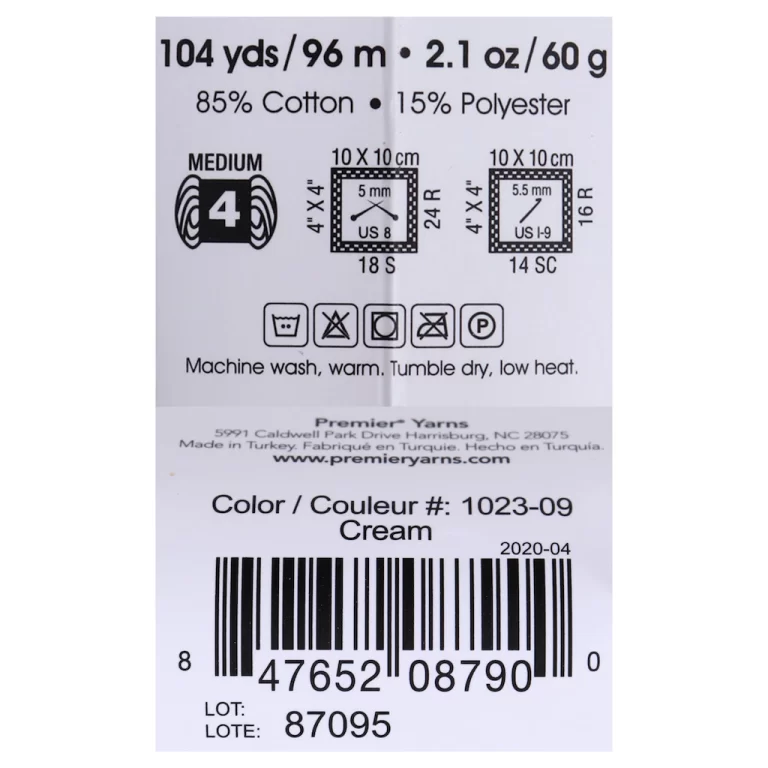 104 yds/96 m • 2.1 oz/60 g
85% Cotton • 15% Polyester
MEDIUM
4
10 X 10 cm
4" X 4"
5 mm
US 8
24 R
18 S
10 X 10 cm
4" X 4"
5.5 mm
US I-9
16 R
14 SC
P
Machine wash, warm. Tumble dry, low heat.
Premier® Yarns
5991 Caldwell Park Drive Harrisburg, NC 28075
Made in Turkey. Fabriqué en Turquie. Hecho en Turquía.
www.premieryarns.com
Color / Couleur #: 1023-09
Cream
2020-04
8 47652 08790 0
LOT:
LOTE: 87095